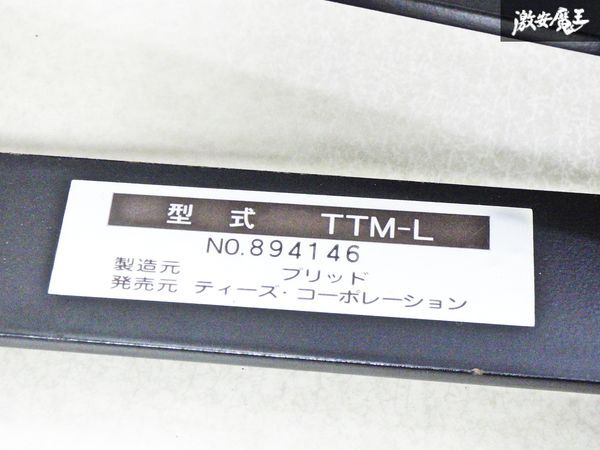 激安魔王
型 式 TTM-L
NO.894146
製造元 ブリッド
発売元 ティーズ・コーポレーション